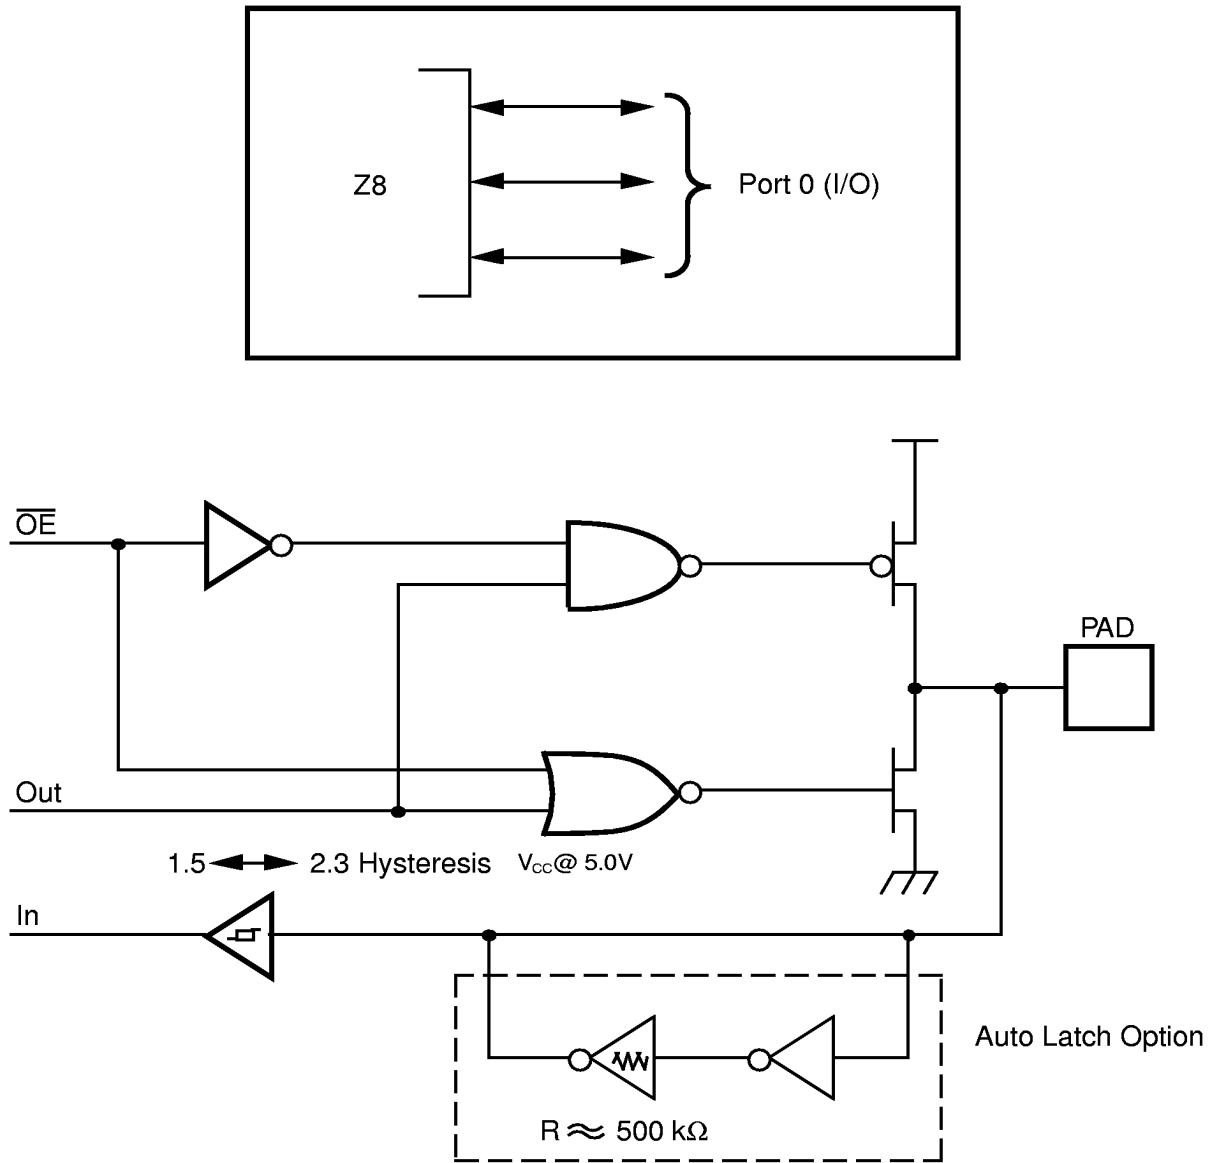 Z8
Port 0 (I/O)
O̅E̅
PAD
Out
1.5 2.3 Hysteresis VCC@ 5.0V
In
Auto Latch Option
R ≈ 500 kΩ